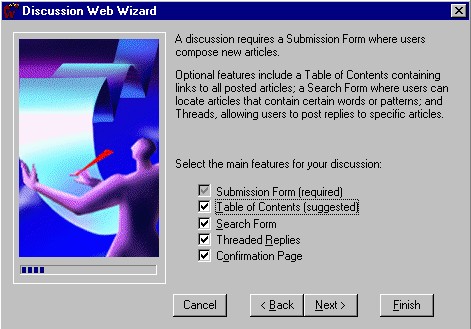 Discussion Web Wizard
A discussion requires a Submission Form where users
compose new articles.
Optional features include a Table of Contents containing
links to all posted articles; a Search Form where users can
locate articles that contain certain words or patterns; and
Threads, allowing users to post replies to specific articles.
Select the main features for your discussion:
Submission Form (required)
Table of Contents (suggested)
Search Form
Threaded Replies
Confirmation Page
Cancel
< Back
Next >
Finish